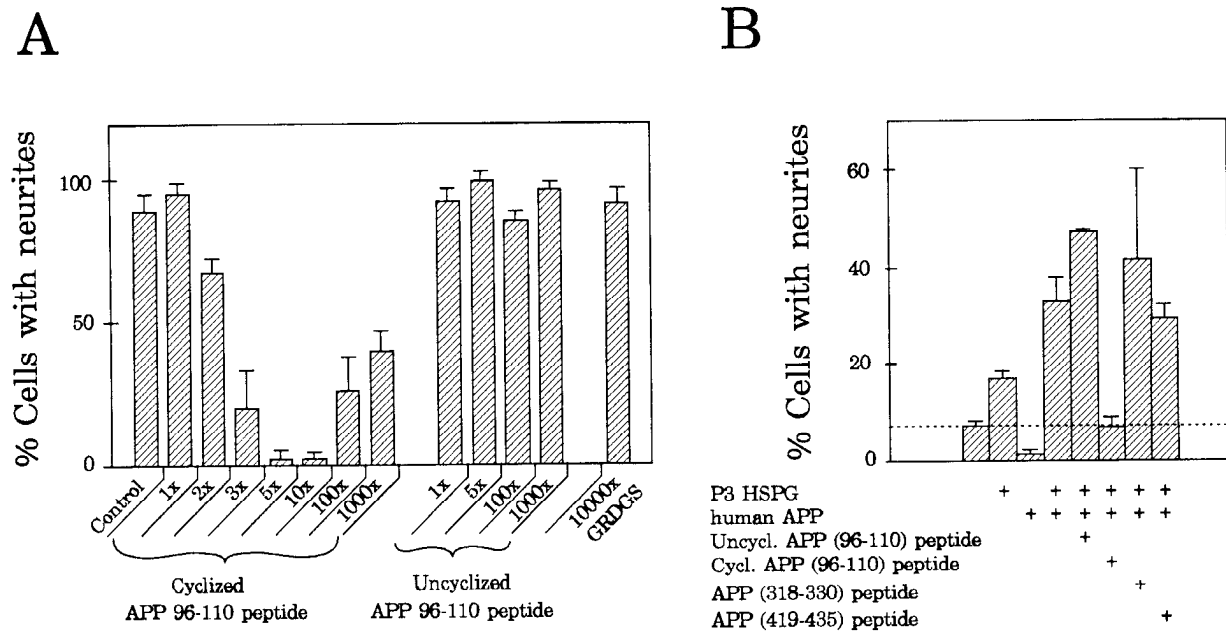 A
B
% Cells with neurites
100
50
0
Control
1x
2x
3x
5x
10x
100x
1000x
1x
5x
100x
1000x
10000x
GRDGS
Cyclized
APP 96-110 peptide
Uncyclized
APP 96-110 peptide
% Cells with neurites
60
40
20
0
P3 HSPG + + + + + +
human APP + + + + + +
Uncycl. APP (96-110) peptide +
Cycl. APP (96-110) peptide +
APP (318-330) peptide +
APP (419-435) peptide +